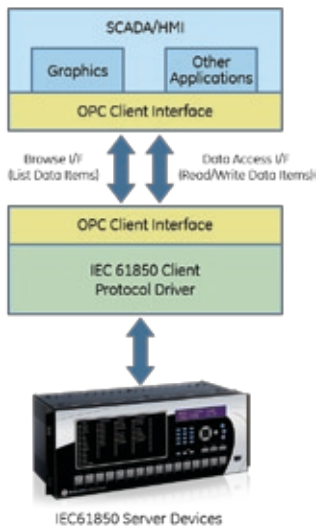 SCADA/HMI
Graphics
Other
Applications
OPC Client Interface
Browse I/F
(List Data Items)
Data Access I/F
(Read/Write Data Items)
OPC Client Interface
IEC 61850 Client
Protocol Driver
IEC61850 Server Devices